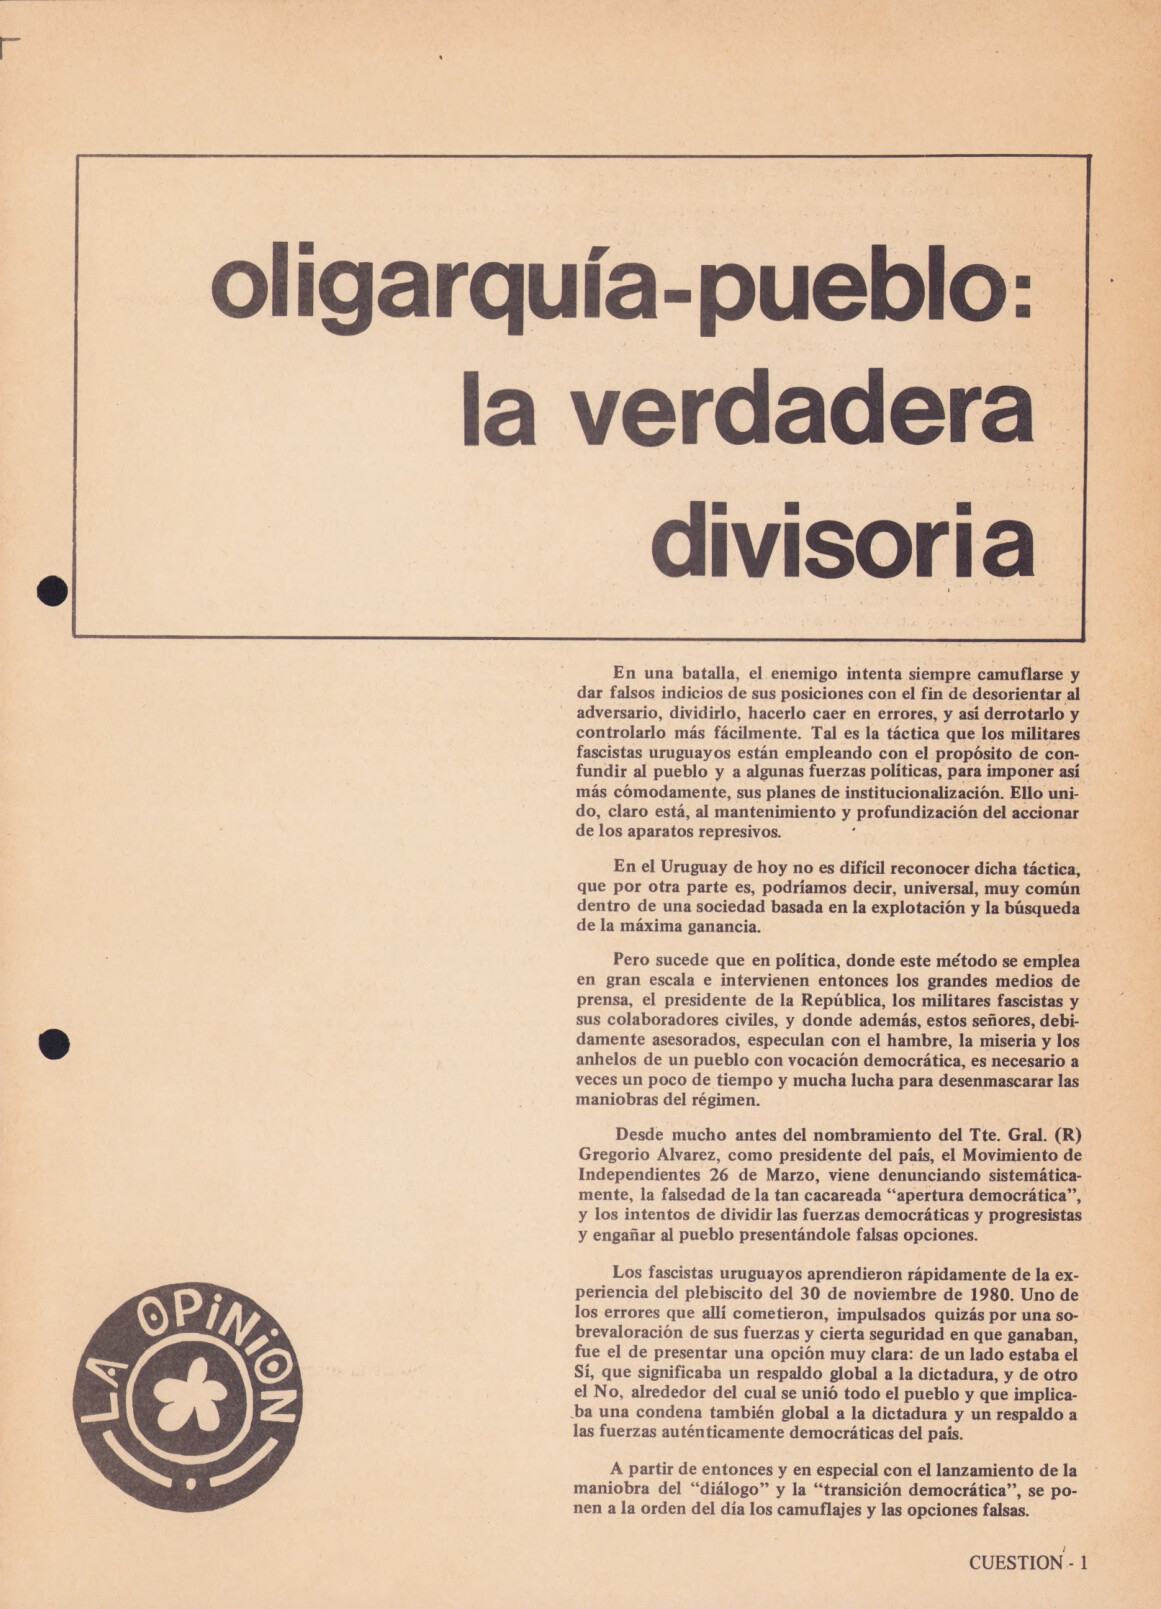 oligarquía-pueblo:
la verdadera
divisoria
En una batalla, el enemigo intenta siempre camuflarse y
dar falsos indicios de sus posiciones con el fin de desorientar al
adversario, dividirlo, hacerlo caer en errores, y así derrotarlo y
controlarlo más fácilmente. Tal es la táctica que los militares
fascistas uruguayos están empleando con el propósito de con-
fundir al pueblo y a algunas fuerzas políticas, para imponer así
más cómodamente, sus planes de institucionalización. Ello uni-
do, claro está, al mantenimiento y profundización del accionar
de los aparatos represivos.
En el Uruguay de hoy no es difícil reconocer dicha táctica,
que por otra parte es, podríamos decir, universal, muy común
dentro de una sociedad basada en la explotación y la búsqueda
de la máxima ganancia.
Pero sucede que en política, donde este método se emplea
en gran escala e intervienen entonces los grandes medios de
prensa, el presidente de la República, los militares fascistas y
sus colaboradores civiles, y donde además, estos señores, debi-
damente asesorados, especulan con el hambre, la miseria y los
anhelos de un pueblo con vocación democrática, es necesario a
veces un poco de tiempo y mucha lucha para desenmascarar las
maniobras del régimen.
Desde mucho antes del nombramiento del Tte. Gral. (R)
Gregorio Alvarez, como presidente del país, el Movimiento de
Independientes 26 de Marzo, viene denunciando sistemática-
mente, la falsedad de la tan cacareada “apertura democrática”,
y los intentos de dividir las fuerzas democráticas y progresistas
y engañar al pueblo presentándole falsas opciones.
Los fascistas uruguayos aprendieron rápidamente de la ex-
periencia del plebiscito del 30 de noviembre de 1980. Uno de
los errores que allí cometieron, impulsados quizás por una so-
brevaloración de sus fuerzas y cierta seguridad en que ganaban,
fue el de presentar una opción muy clara: de un lado estaba el
Sí, que significaba un respaldo global a la dictadura, y de otro
el No, alrededor del cual se unió todo el pueblo y que implica-
ba una condena también global a la dictadura y un respaldo a
las fuerzas auténticamente democráticas del país.
A partir de entonces y en especial con el lanzamiento de la
maniobra del “diálogo” y la “transición democrática”, se po-
nen a la orden del día los camuflajes y las opciones falsas.
LA OPiNiON
CUESTION - 1